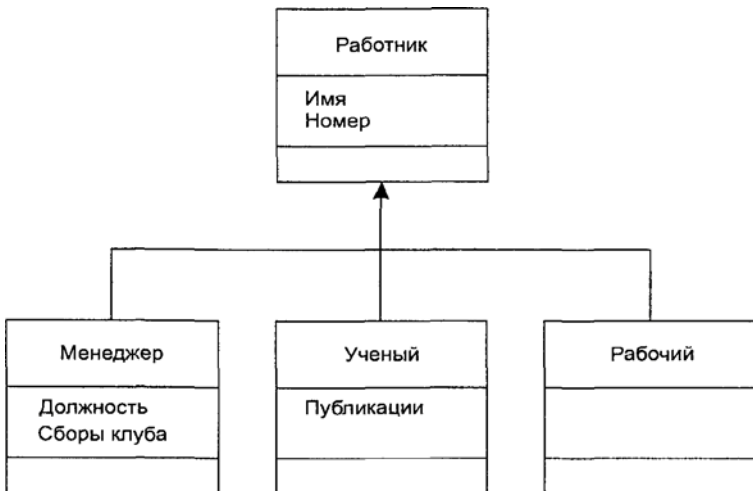 Работник
Имя
Номер
Менеджер
Должность
Сборы клуба
Ученый
Публикации
Рабочий